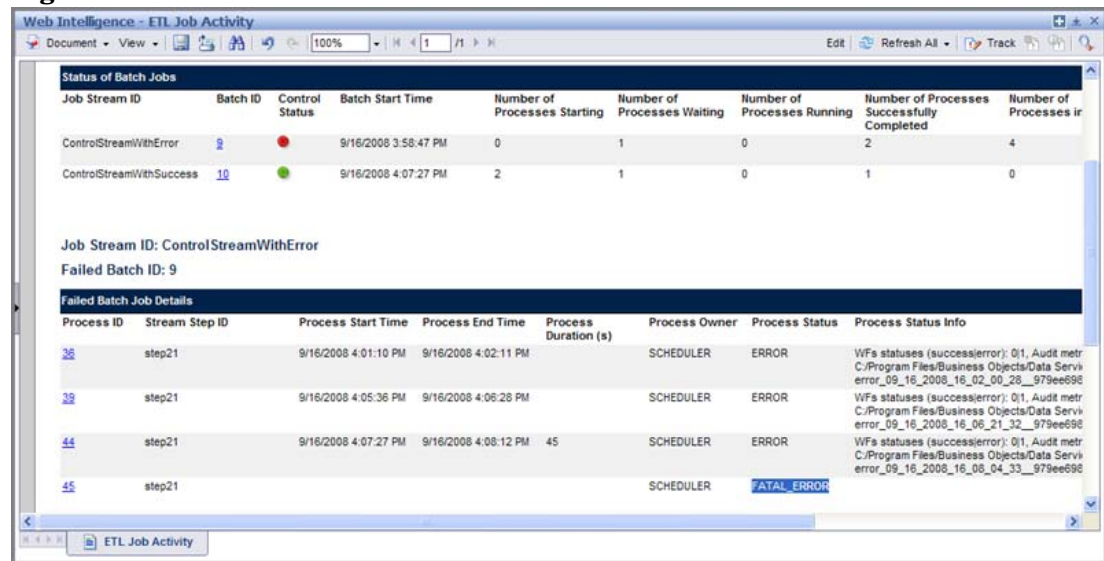 Web Intelligence - ETL Job Activity
Document View 100% 1 /1 Edit Refresh All Track
Status of Batch Jobs
Job Stream ID Batch ID Control Status Batch Start Time Number of Processes Starting Number of Processes Waiting Number of Processes Running Number of Processes Successfully Completed Number of Processes in
ControlStreamWithError 9 9/16/2008 3:58:47 PM 0 1 0 2 4
ControlStreamWithSuccess 10 9/16/2008 4:07:27 PM 2 1 0 1 0
Job Stream ID: ControlStreamWithError
Failed Batch ID: 9
Failed Batch Job Details
Process ID Stream Step ID Process Start Time Process End Time Process Duration (s) Process Owner Process Status Process Status Info
36 step21 9/16/2008 4:01:10 PM 9/16/2008 4:02:11 PM SCHEDULER ERROR WFs statuses (success|error): 0|1, Audit metr
C:/Program Files/Business Objects/Data Servi
error_09_16_2008_16_02_00_28__979ee698
39 step21 9/16/2008 4:05:36 PM 9/16/2008 4:06:28 PM SCHEDULER ERROR WFs statuses (success|error): 0|1, Audit metr
C:/Program Files/Business Objects/Data Servi
error_09_16_2008_16_06_21_32__979ee698
44 step21 9/16/2008 4:07:27 PM 9/16/2008 4:08:12 PM 45 SCHEDULER ERROR WFs statuses (success|error): 0|1, Audit metr
C:/Program Files/Business Objects/Data Servi
error_09_16_2008_16_08_04_33__979ee698
45 step21 SCHEDULER FATAL_ERROR
ETL Job Activity